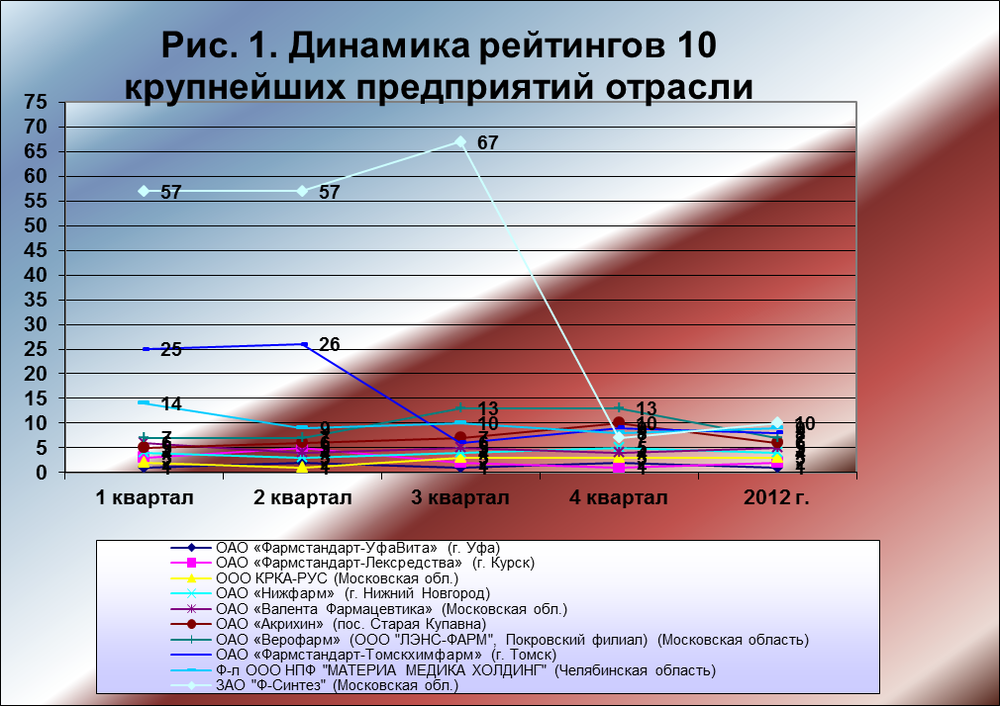 Рис. 1. Динамика рейтингов 10
крупнейших предприятий отрасли
75
70
65
60
55
50
45
40
35
30
25
20
15
10
5
0
57
57
67
25
26
14
9
10
7
13
13
10
10
1 квартал
2 квартал
3 квартал
4 квартал
2012 г.
ОАО «Фармстандарт-УфаВита» (г. Уфа)
ОАО «Фармстандарт-Лексредства» (г. Курск)
ООО КРКА-РУС (Московская обл.)
ОАО «Нижфарм» (г. Нижний Новгород)
ОАО «Валента Фармацевтика» (Московская обл.)
ОАО «Акрихин» (пос. Старая Купавна)
ОАО «Верофарм» (ООО "ЛЭНС-ФАРМ", Покровский филиал) (Московская область)
ОАО «Фармстандарт-Томскхимфарм» (г. Томск)
Ф-л ООО НПФ "МАТЕРИА МЕДИКА ХОЛДИНГ" (Челябинская область)
ЗАО "Ф-Синтез" (Московская обл.)